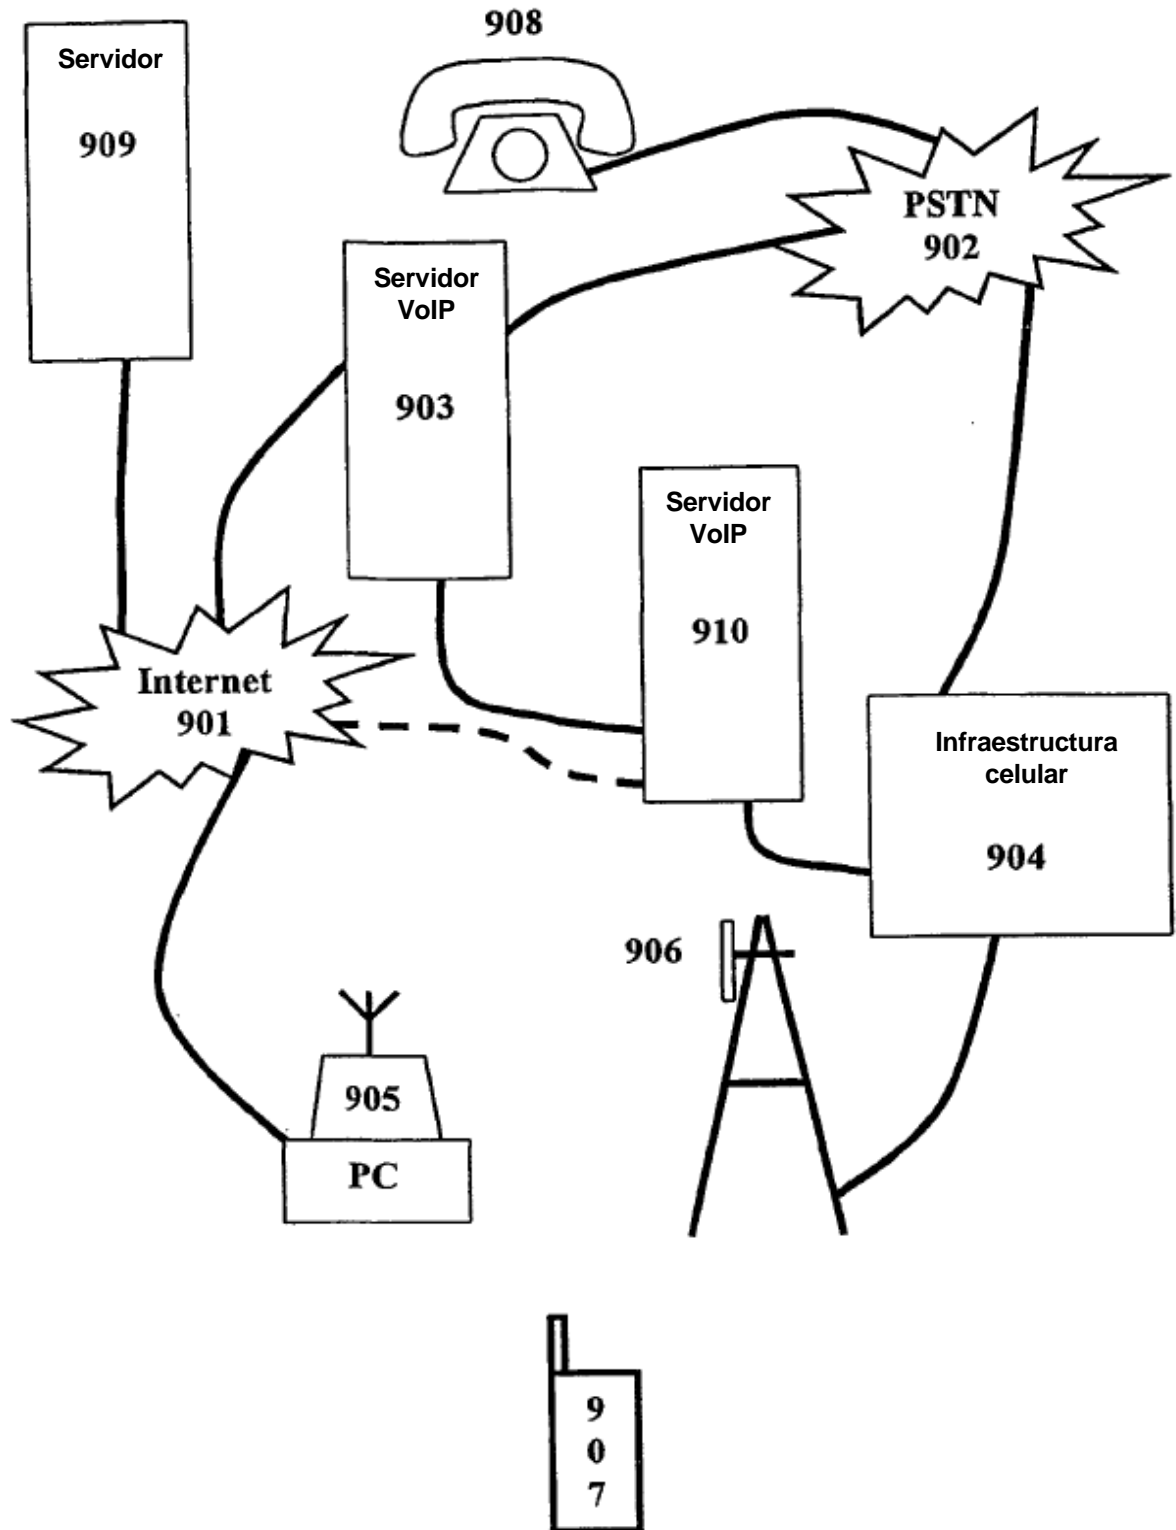 908
Servidor
909
PSTN
902
Servidor
VoIP
903
Servidor
VoIP
910
Internet
901
Infraestructura
celular
904
906
905
PC
9
0
7